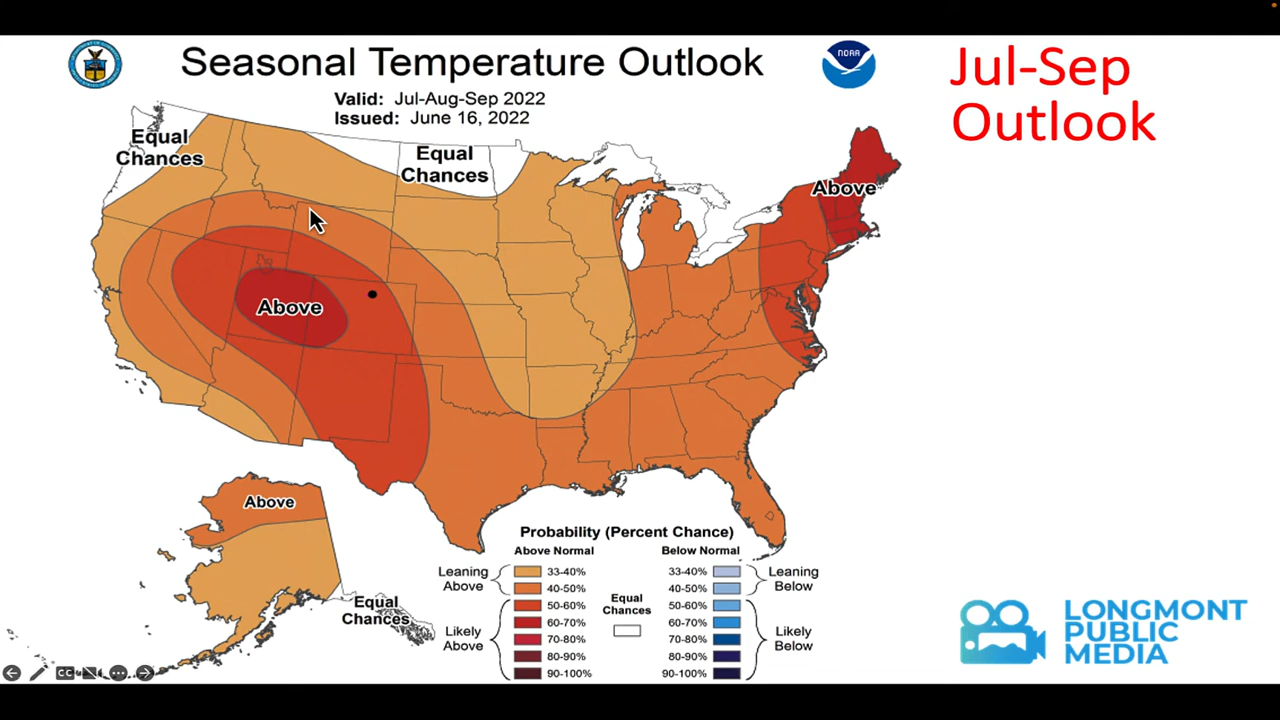 Seasonal Temperature Outlook
Valid: Jul-Aug-Sep 2022
Issued: June 16, 2022
NOAA
Jul-Sep
Outlook
Equal
Chances
Equal
Chances
Above
Above
Above
Equal
Chances
Probability (Percent Chance)
Above Normal
Below Normal
Leaning
Above
33-40%
40-50%
Likely
Above
50-60%
60-70%
70-80%
80-90%
90-100%
Equal
Chances
33-40%
40-50%
Leaning
Below
50-60%
60-70%
70-80%
80-90%
90-100%
Likely
Below
LONGMONT
PUBLIC
MEDIA
CC